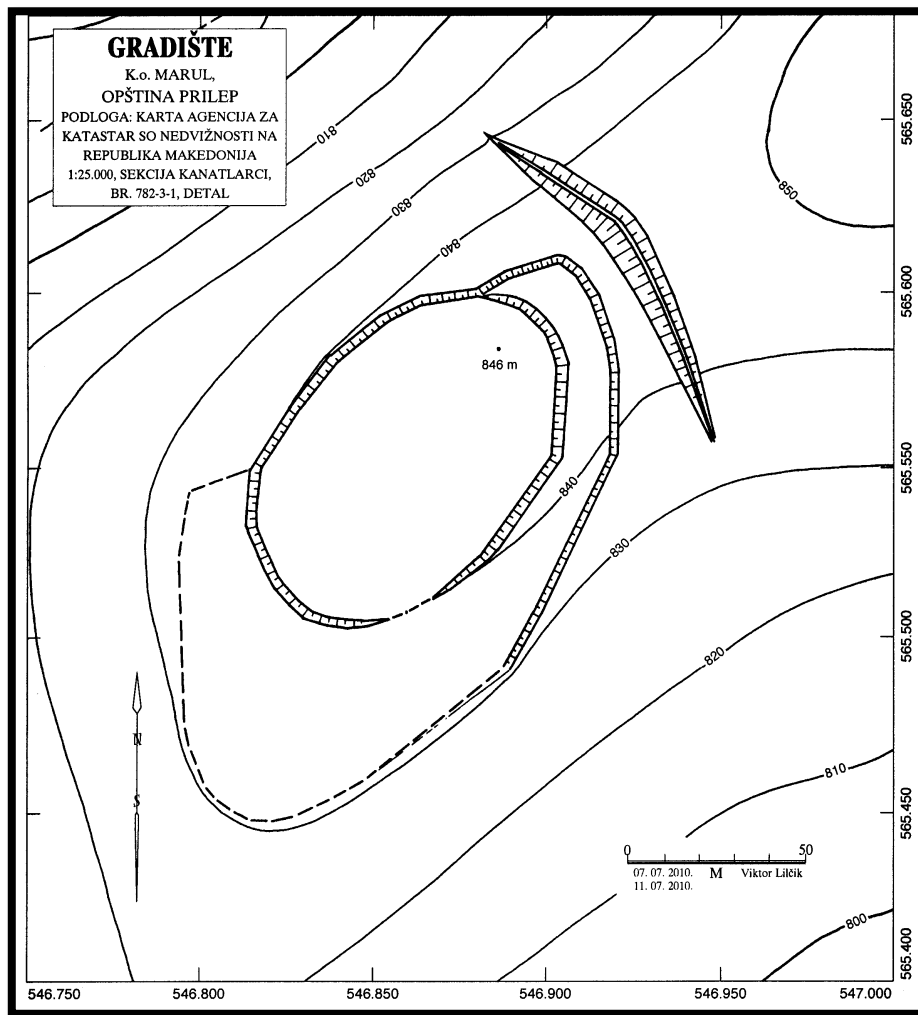 GRADIŠTE
K.o. MARUL,
OPŠTINA PRILEP
PODLOGA: KARTA AGENCIJA ZA
KATASTAR SO NEDVIŽNOSTI NA
REPUBLIKA MAKEDONIJA
1:25.000, SEKCIJA KANATLARCI,
BR. 782-3-1, DETAL
810
820
830
840
850
846 m
840
830
820
810
800
N
S
0 50
07. 07. 2010. M Viktor Lilčik
11. 07. 2010.
565.650
565.600
565.550
565.500
565.450
565.400
546.750 546.800 546.850 546.900 546.950 547.000